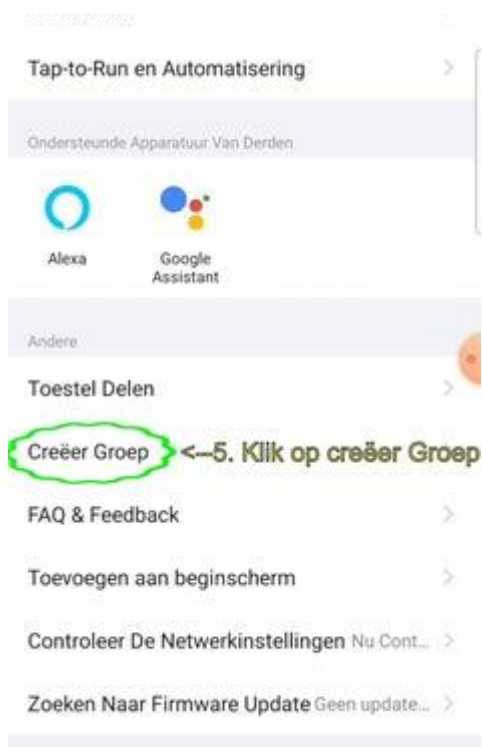 Tap-to-Run en Automatisering
Ondersteunde Apparatuur Van Derden
Alexa
Google
Assistant
Andere
Toestel Delen
Creëer Groep <---5. Klik op creëer Groep
FAQ & Feedback
Toevoegen aan beginscherm
Controleer De Netwerkinstellingen Nu Cont...
Zoeken Naar Firmware Update Geen update...